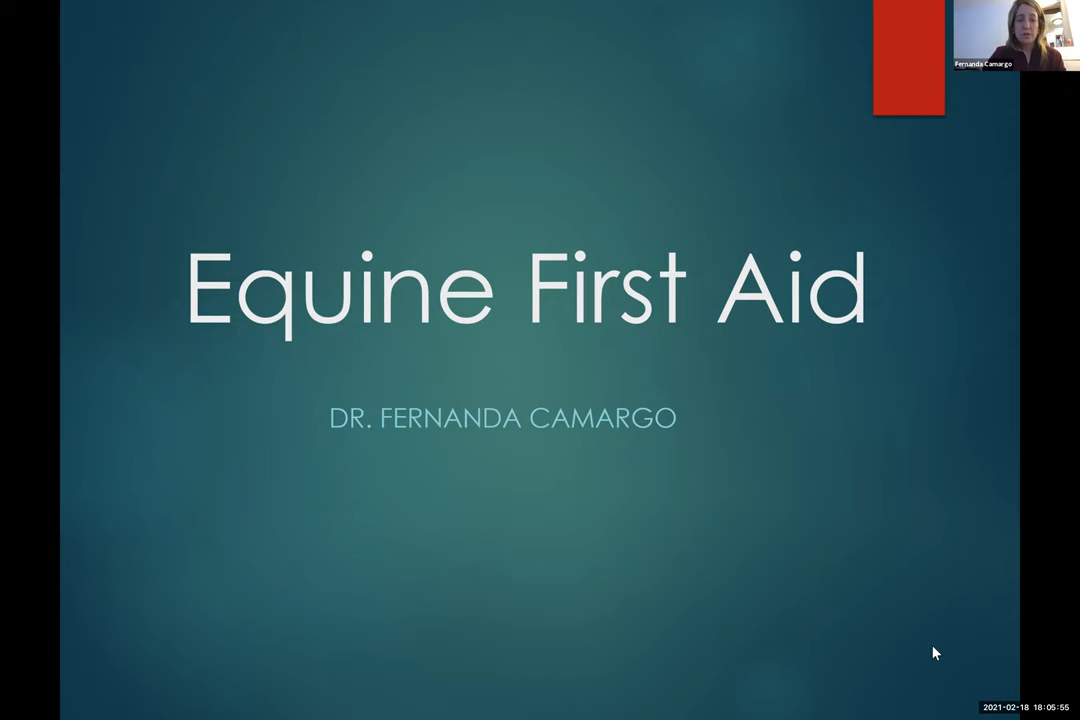 Fernanda Camargo
Equine First Aid
DR. FERNANDA CAMARGO
2021-02-18 18:05:55